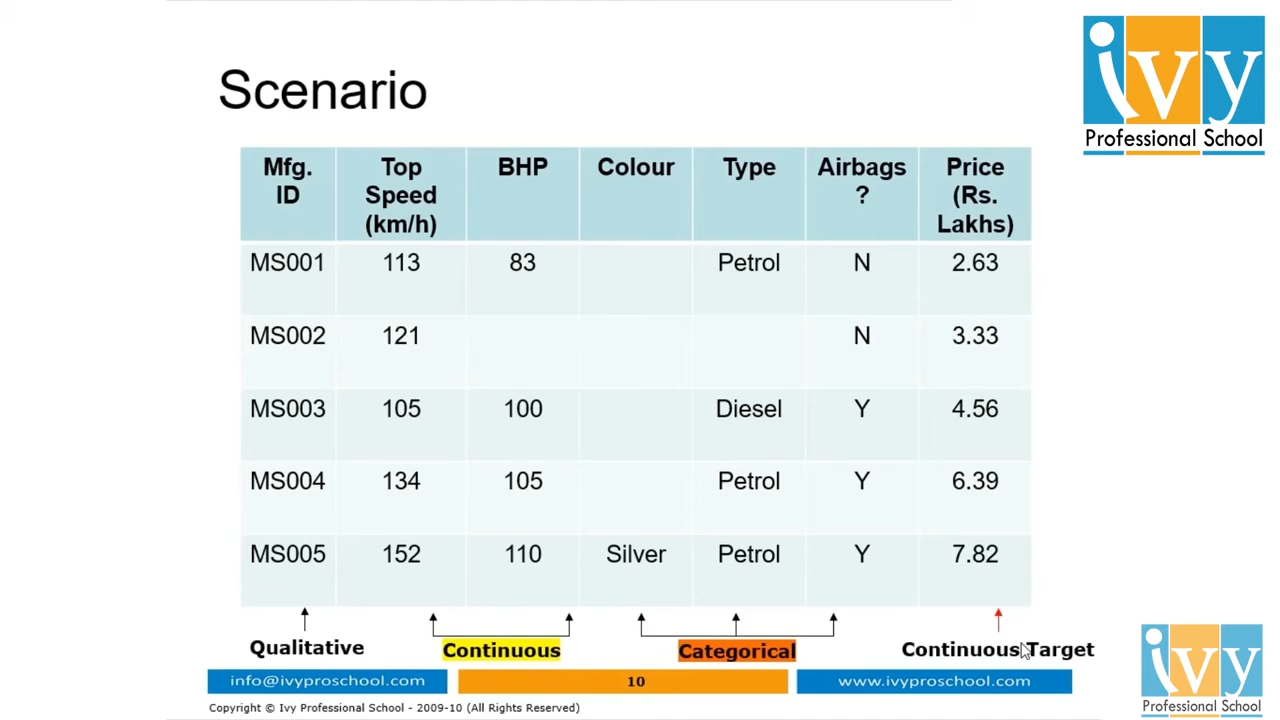 ivy
Professional School
Scenario
Mfg. ID Top Speed (km/h) BHP Colour Type Airbags ? Price (Rs. Lakhs)
MS001 113 83 Petrol N 2.63
MS002 121 N 3.33
MS003 105 100 Diesel Y 4.56
MS004 134 105 Petrol Y 6.39
MS005 152 110 Silver Petrol Y 7.82
Qualitative Continuous Categorical Continuous Target
info@ivyproschool.com 10 www.ivyproschool.com
Copyright © Ivy Professional School - 2009-10 (All Rights Reserved)
ivy
Professional School